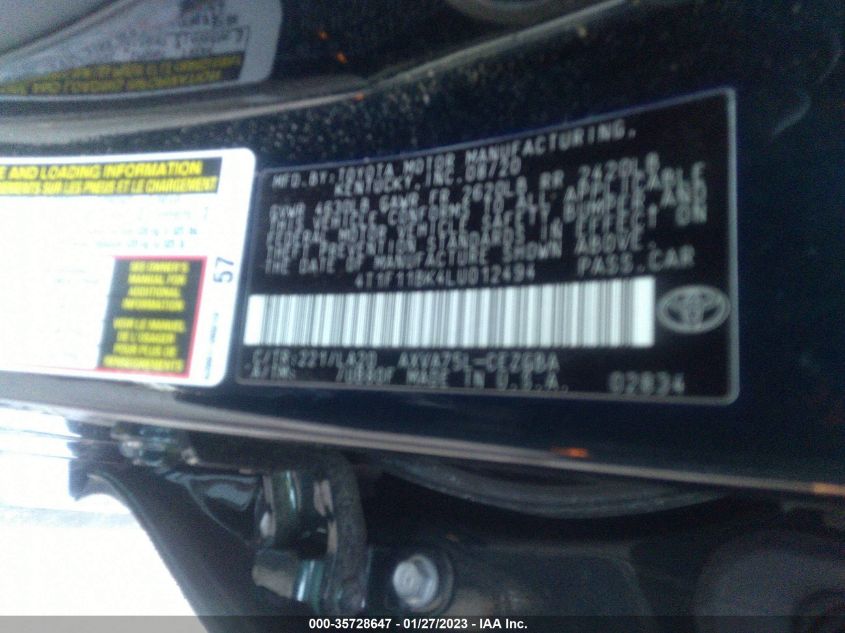 E AND LOADING INFORMATION
EMENTS SUR LES PNEUS ET LE CHARGEMENT
SEE OWNER'S
MANUAL FOR
ADDITIONAL
INFORMATION
VOIR LE MANUEL
DE L'USAGER
POUR PLUS DE
RENSEIGNEMENTS
57
MFD.BY:TOYOTA MOTOR MANUFACTURING,
KENTUCKY,INC.08/20
GVWR 4630LB GAWR FR 2620LB RR 2420LB
THIS VEHICLE CONFORMS TO ALL APPLICABLE
FEDERAL MOTOR VEHICLE SAFETY, BUMPER, AND
THEFT PREVENTION STANDARDS IN EFFECT ON
THE DATE OF MANUFACTURE SHOWN ABOVE.
4T1F11BK4LU012494 PASS.CAR
C/TR:221/LA20 AXVA75L-CEZGBA
A/TM: MADE IN U.S.A. 02834
000-35728647 — 01/27/2023 — IAA Inc.